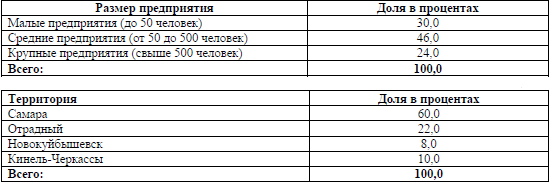 Размер предприятия Доля в процентах
Малые предприятия (до 50 человек) 30,0
Средние предприятия (от 50 до 500 человек) 46,0
Крупные предприятия (свыше 500 человек) 24,0
Всего: 100,0
Территория Доля в процентах
Самара 60,0
Отрадный 22,0
Новокуйбышевск 8,0
Кинель-Черкассы 10,0
Всего: 100,0